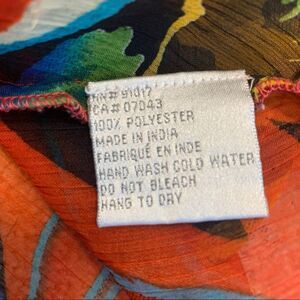 RN# 91017
CA# 07043
100% POLYESTER
MADE IN INDIA
FABRIQUÉ EN INDE
HAND WASH COLD WATER
DO NOT BLEACH
HANG TO DRY